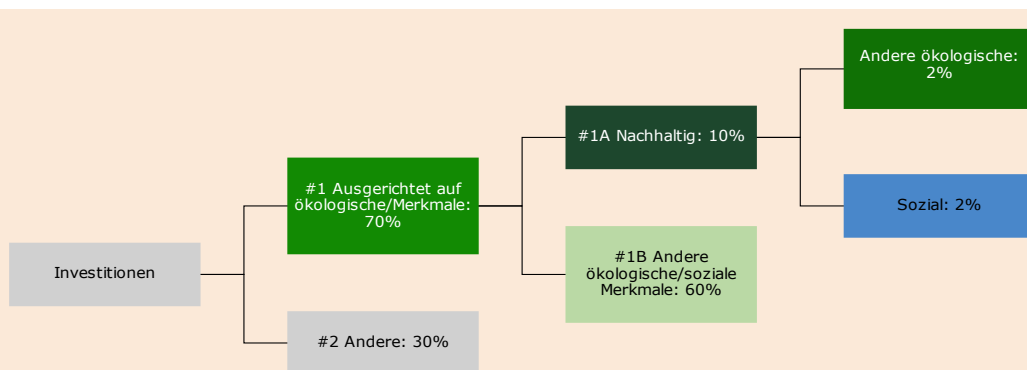 Investitionen
#1 Ausgerichtet auf
ökologische/Merkmale:
70%
#2 Andere: 30%
#1A Nachhaltig: 10%
#1B Andere
ökologische/soziale
Merkmale: 60%
Andere ökologische:
2%
Sozial: 2%